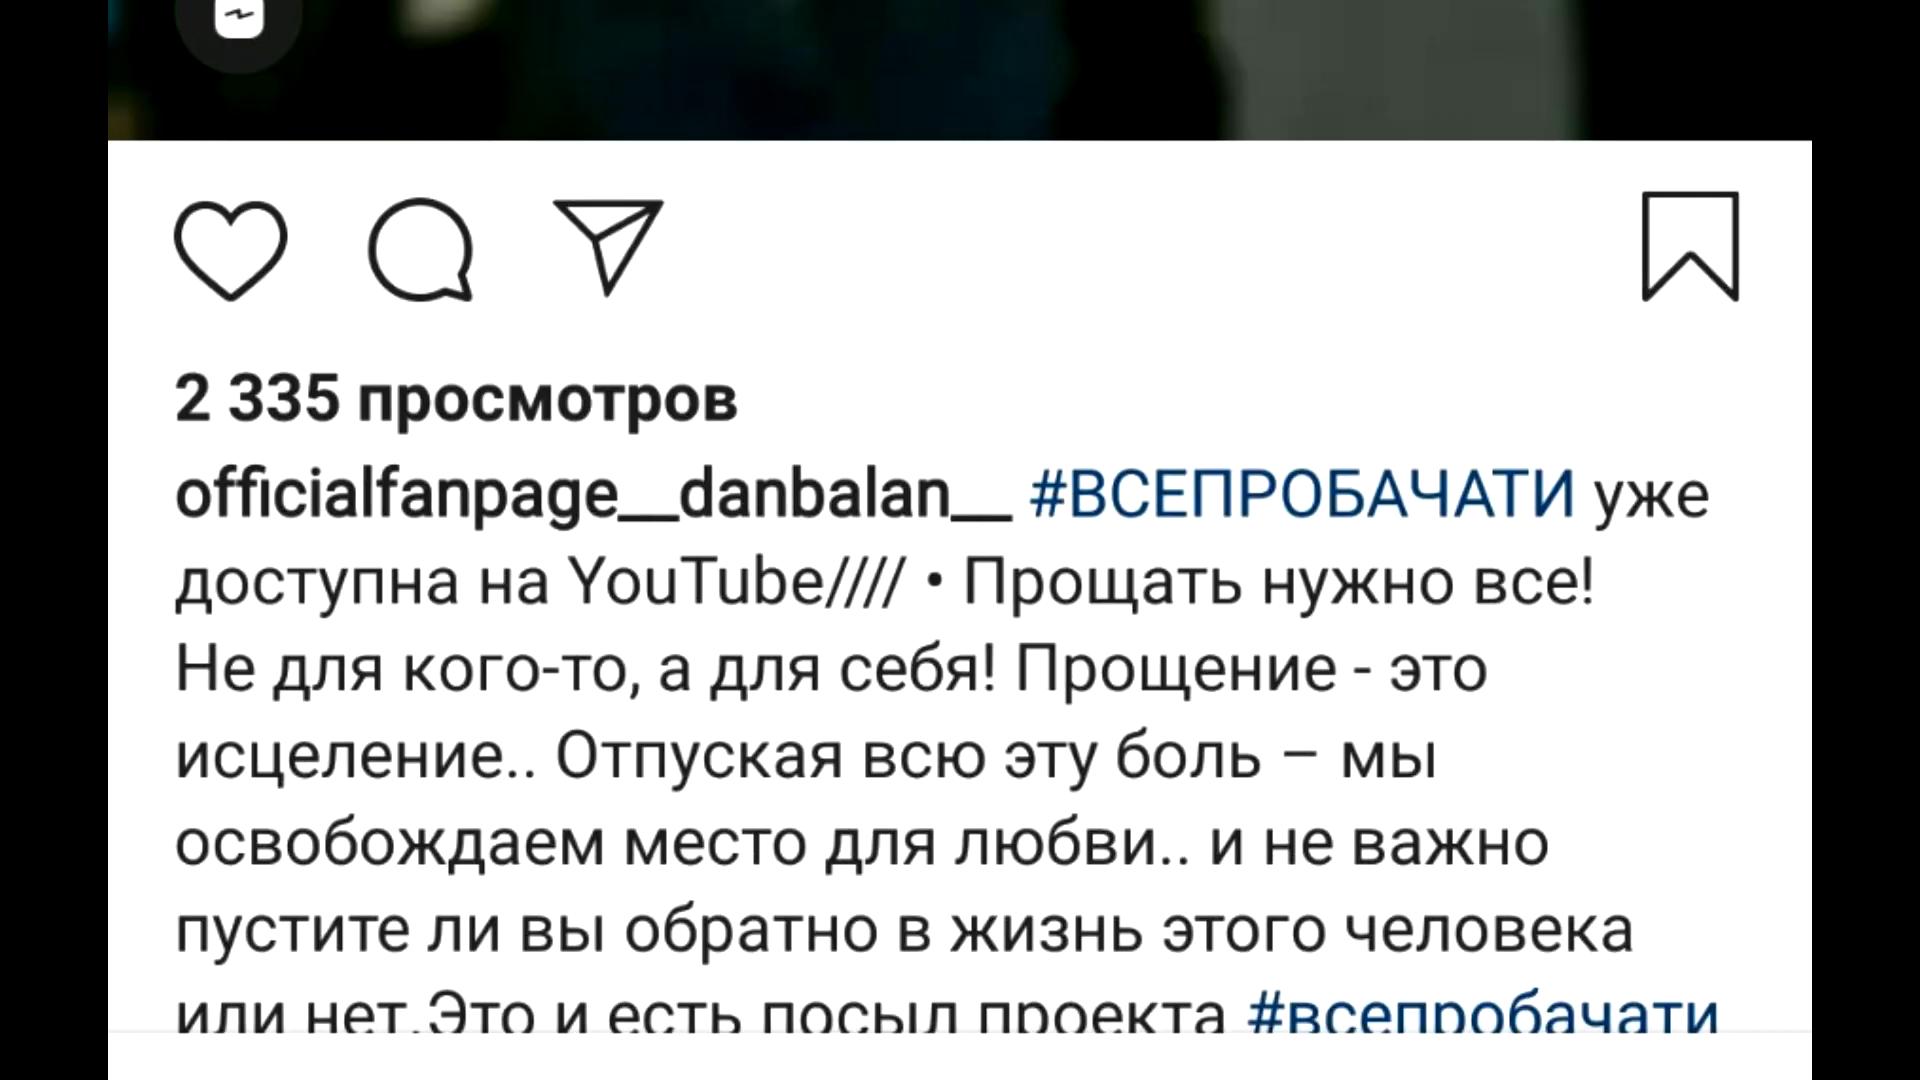 2 335 просмотров
officialfanpage__danbalan__ #ВСЕПРОБАЧАТИ уже
доступна на YouTube//// • Прощать нужно все!
Не для кого-то, а для себя! Прощение - это
исцеление.. Отпуская всю эту боль – мы
освобождаем место для любви.. и не важно
пустите ли вы обратно в жизнь этого человека
или нет.Это и есть посыл проекта #всепробачати